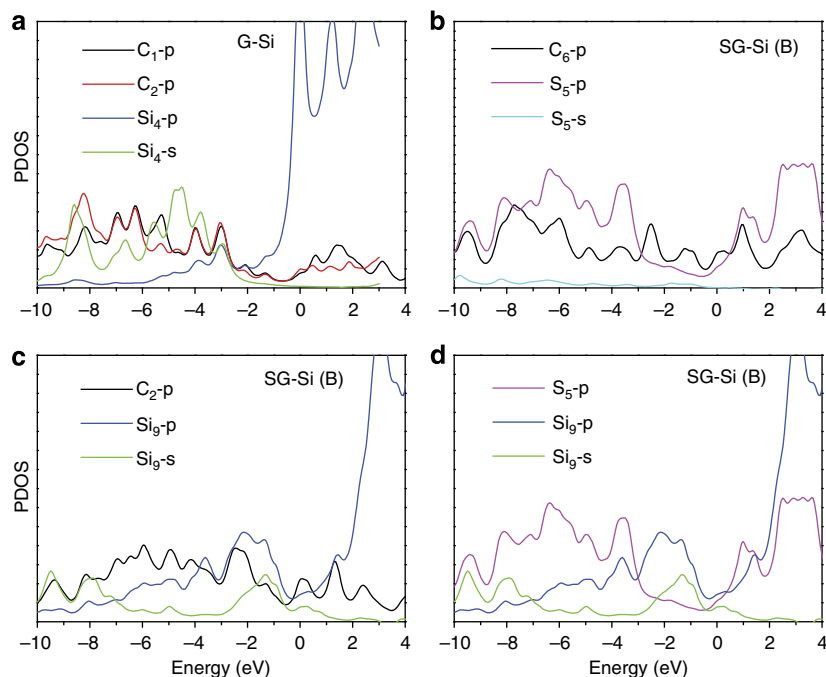 a
G-Si
C₁-p
C₂-p
Si₄-p
Si₄-s
PDOS
−10 −8 −6 −4 −2 0 2 4
b
SG-Si (B)
C₆-p
S₅-p
S₅-s
−10 −8 −6 −4 −2 0 2 4
c
SG-Si (B)
C₂-p
Si₉-p
Si₉-s
PDOS
−10 −8 −6 −4 −2 0 2 4
Energy (eV)
d
SG-Si (B)
S₅-p
Si₉-p
Si₉-s
−10 −8 −6 −4 −2 0 2 4
Energy (eV)